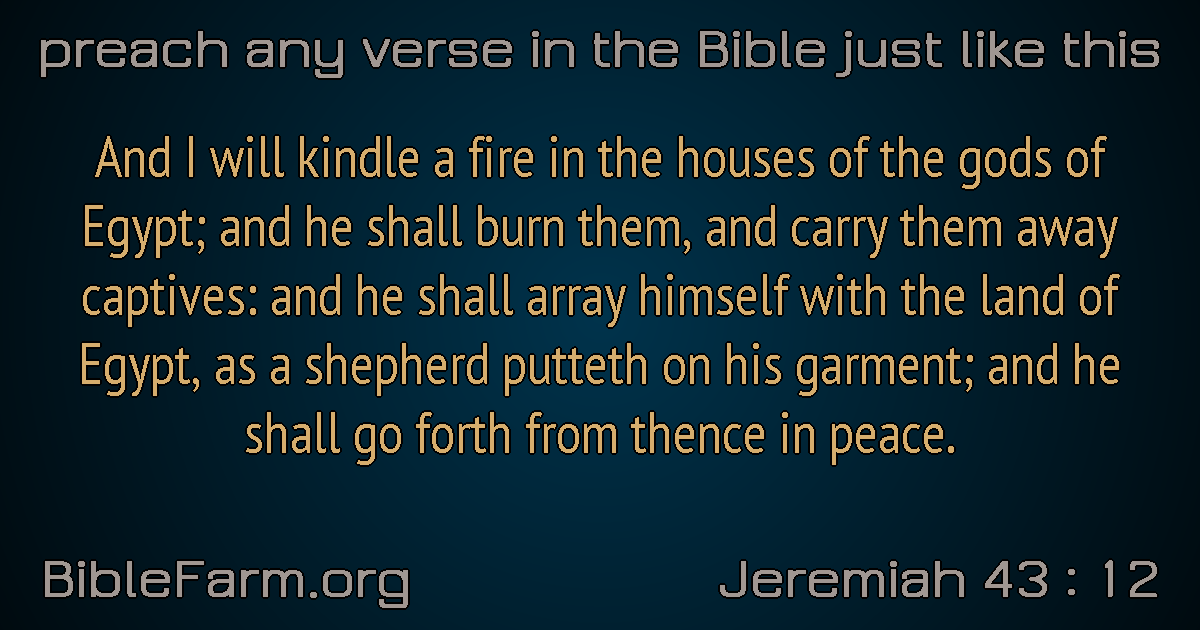 preach any verse in the Bible just like this
And I will kindle a fire in the houses of the gods of
Egypt; and he shall burn them, and carry them away
captives: and he shall array himself with the land of
Egypt, as a shepherd putteth on his garment; and he
shall go forth from thence in peace.
BibleFarm.org
Jeremiah 43 : 12